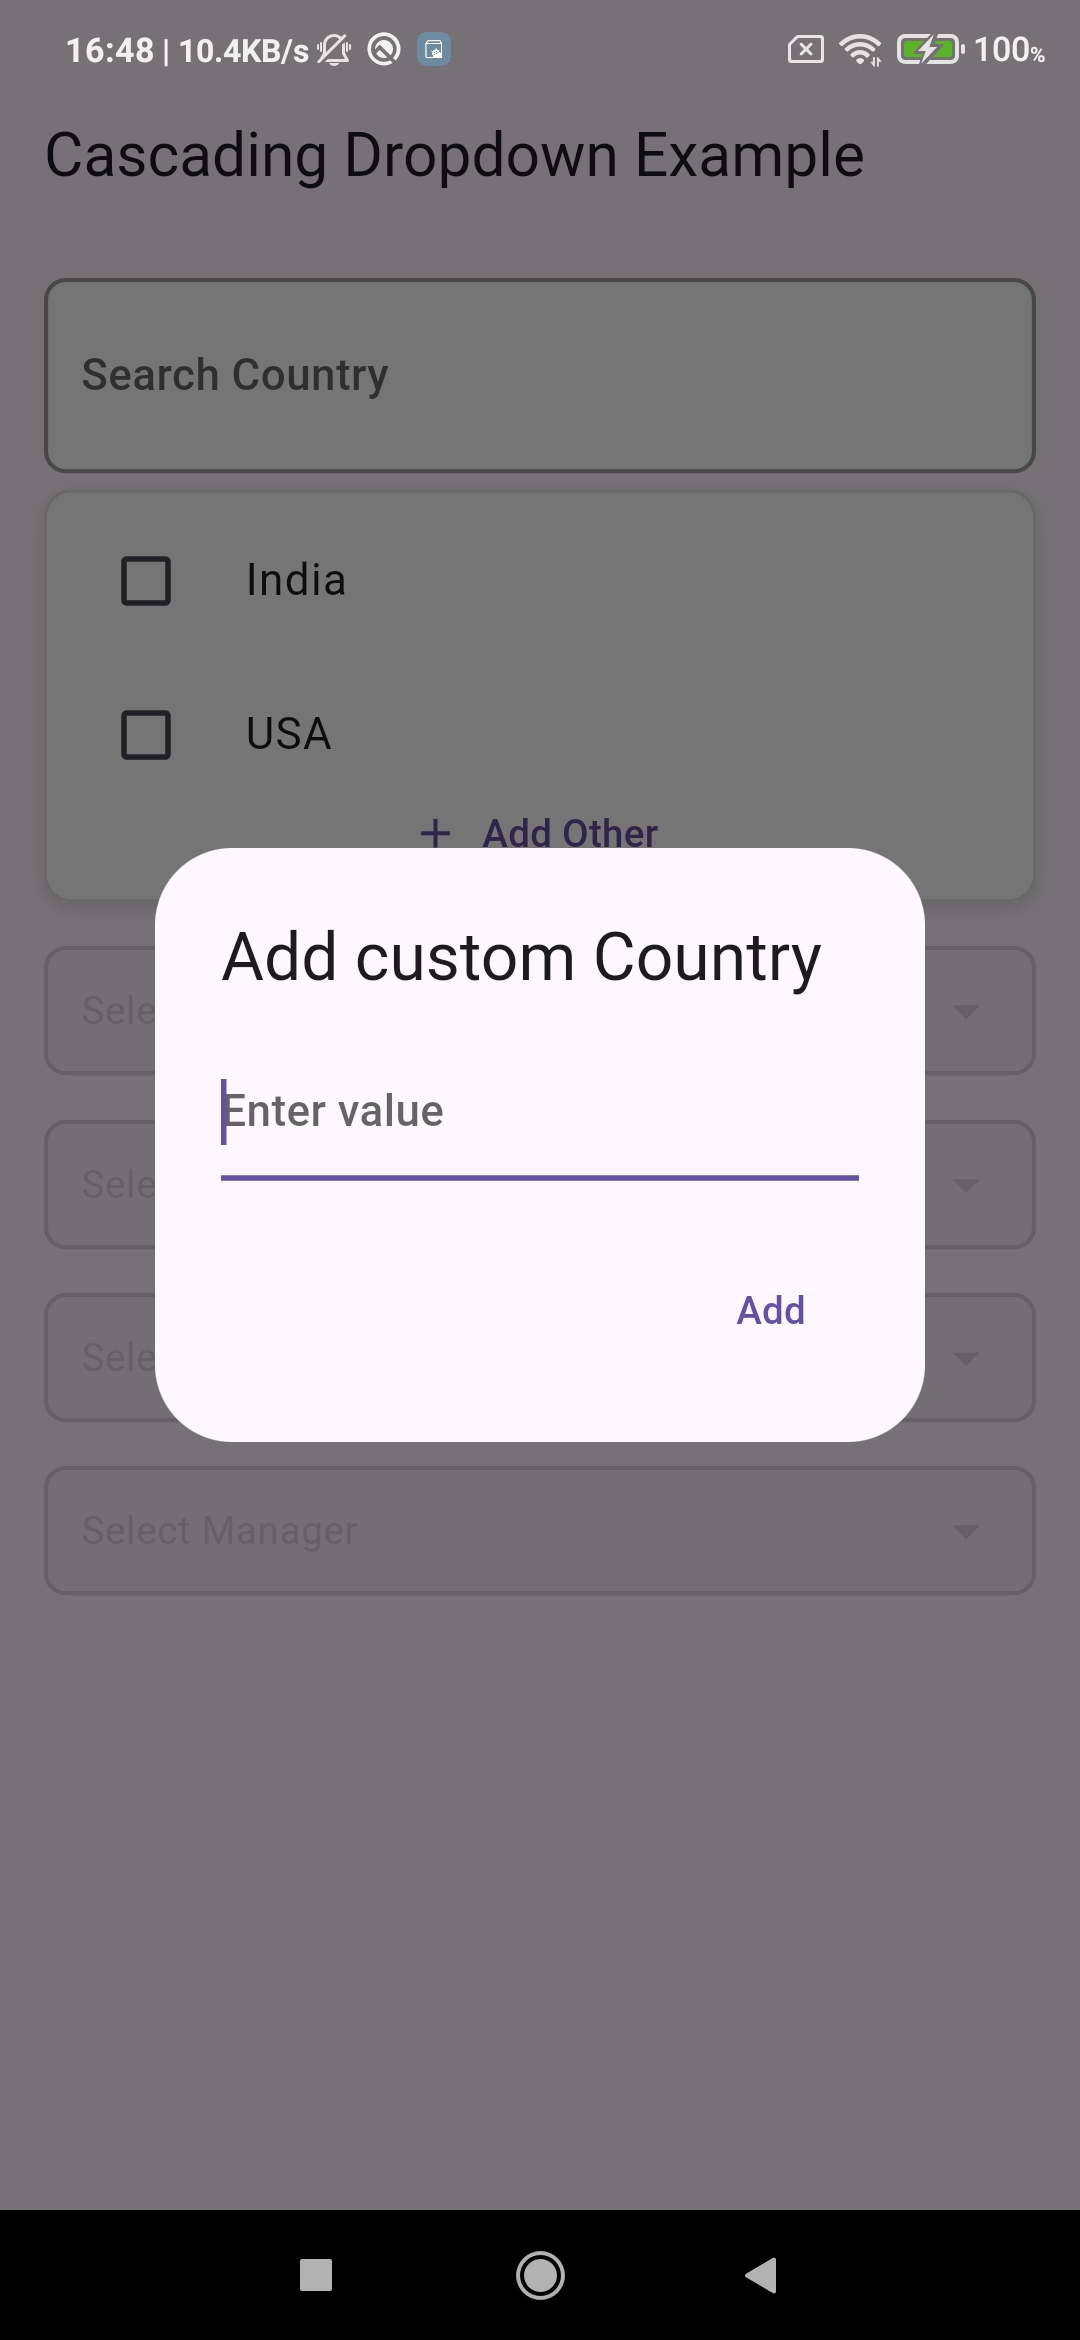 16:48 | 10.4KB/s 100%
Cascading Dropdown Example
Search Country
India
USA
+ Add Other
Add custom Country
Sele
Enter value
Sele
Add
Sele
Select Manager